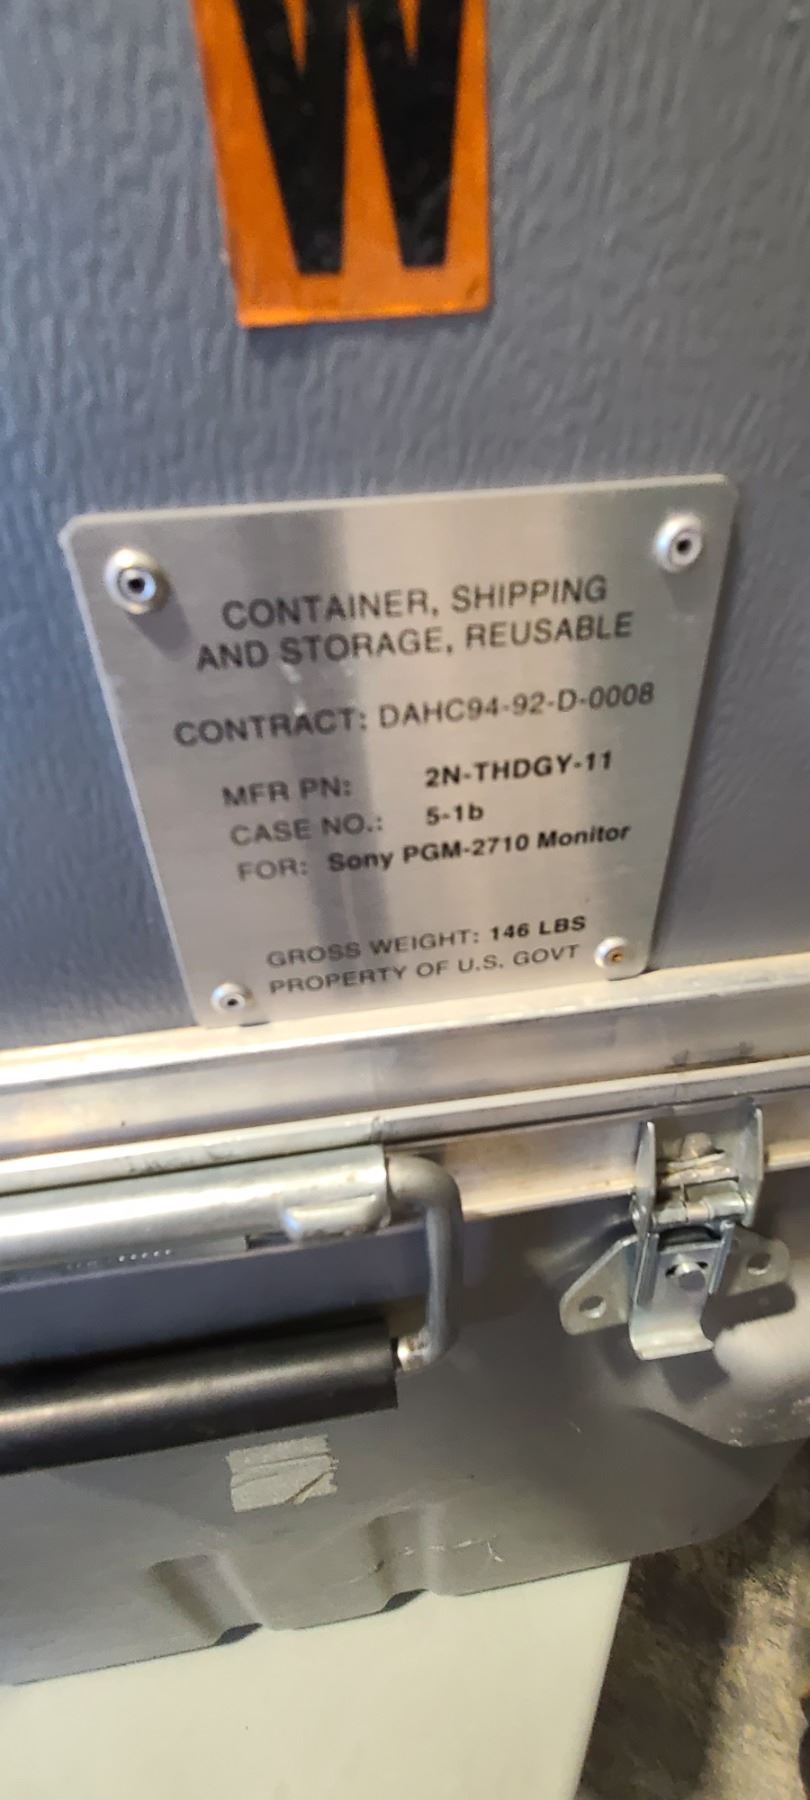 W
CONTAINER, SHIPPING
AND STORAGE, REUSABLE
CONTRACT: DAHC94-92-D-0008
MFR PN: 2N-THDGY-11
CASE NO.: 5-1b
FOR: Sony PGM-2710 Monitor
GROSS WEIGHT: 146 LBS
PROPERTY OF U.S. GOVT